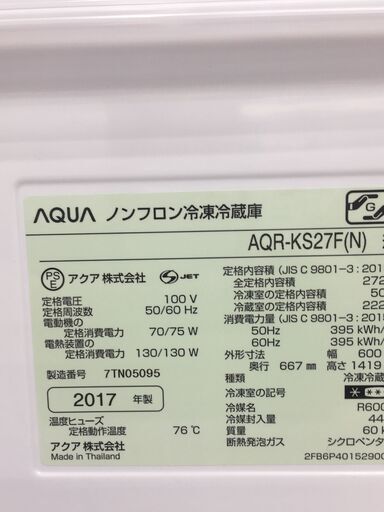 AQUA ノンフロン冷凍冷蔵庫
G
AQR-KS27F(N)
PS E アクア株式会社 S-JET
定格電圧 100 V
定格周波数 50/60 Hz
電動機の
定格消費電力 70/75 W
電熱装置の
定格消費電力 130/130 W
製造番号 7TN05095
2017 年製
温度ヒューズ
定格動作温度 76℃
アクア株式会社
Made in Thailand
定格内容積 (JIS C 9801-3 : 201
全定格内容積 272
冷凍室の定格内容積 50
冷蔵室の定格内容積 222
消費電力量 (JIS C 9801-3 : 201
50Hz 395 kWh/
60Hz 395 kWh/
外形寸法 幅 600
奥行 667 mm 高さ 1419
種類 冷凍冷蔵
冷凍室の記号
冷媒名 R600
冷媒封入量 44
質量 60 k
断熱発泡ガス シクロペンタ
2FB6P4015290